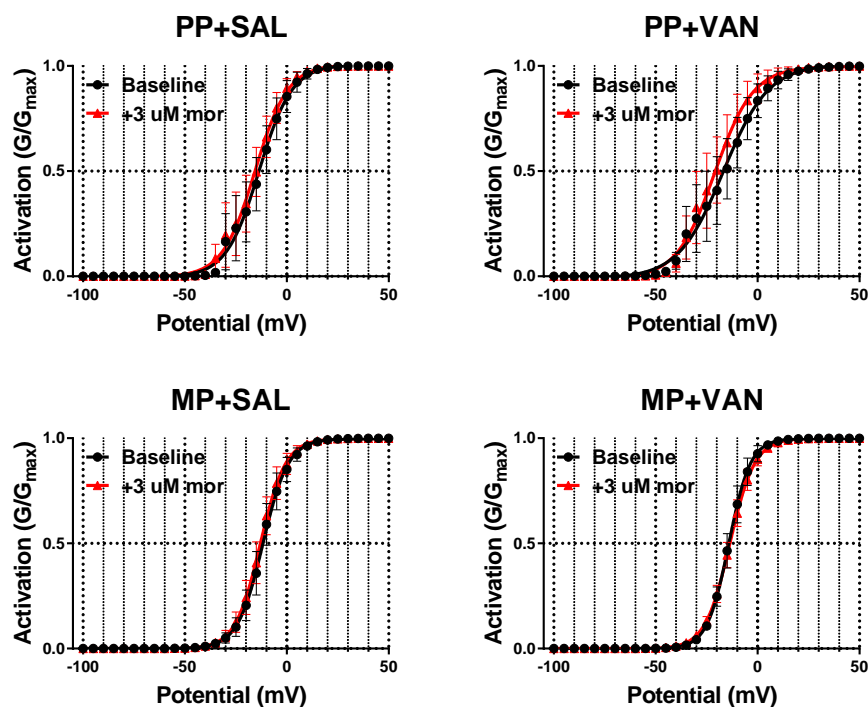 PP+SAL
Activation (G/Gmax)
1.0
0.5
0.0
Baseline
+3 uM mor
-100
-50
0
50
Potential (mV)
PP+VAN
Activation (G/Gmax)
1.0
0.5
0.0
Baseline
+3 uM mor
-100
-50
0
50
Potential (mV)
MP+SAL
Activation (G/Gmax)
1.0
0.5
0.0
Baseline
+3 uM mor
-100
-50
0
50
Potential (mV)
MP+VAN
Activation (G/Gmax)
1.0
0.5
0.0
Baseline
+3 uM mor
-100
-50
0
50
Potential (mV)